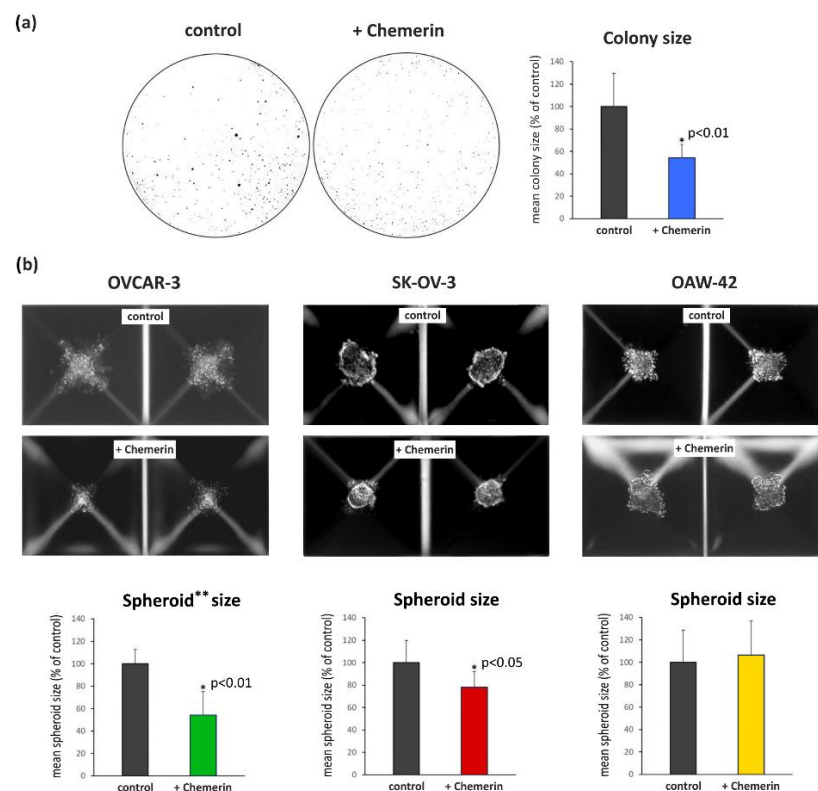 (a)
control
+ Chemerin
Colony size
mean colony size (% of control)
140
120
100
80
60
40
20
0
* p<0.01
control
+ Chemerin
(b)
OVCAR-3
SK-OV-3
OAW-42
control
control
control
+ Chemerin
+ Chemerin
+ Chemerin
Spheroid** size
mean spheroid size (% of control)
140
120
100
80
60
40
20
0
* p<0.01
control
+ Chemerin
Spheroid size
mean spheroid size (% of control)
140
120
100
80
60
40
20
0
* p<0.05
control
+ Chemerin
Spheroid size
mean spheroid size (% of control)
140
120
100
80
60
40
20
0
control
+ Chemerin